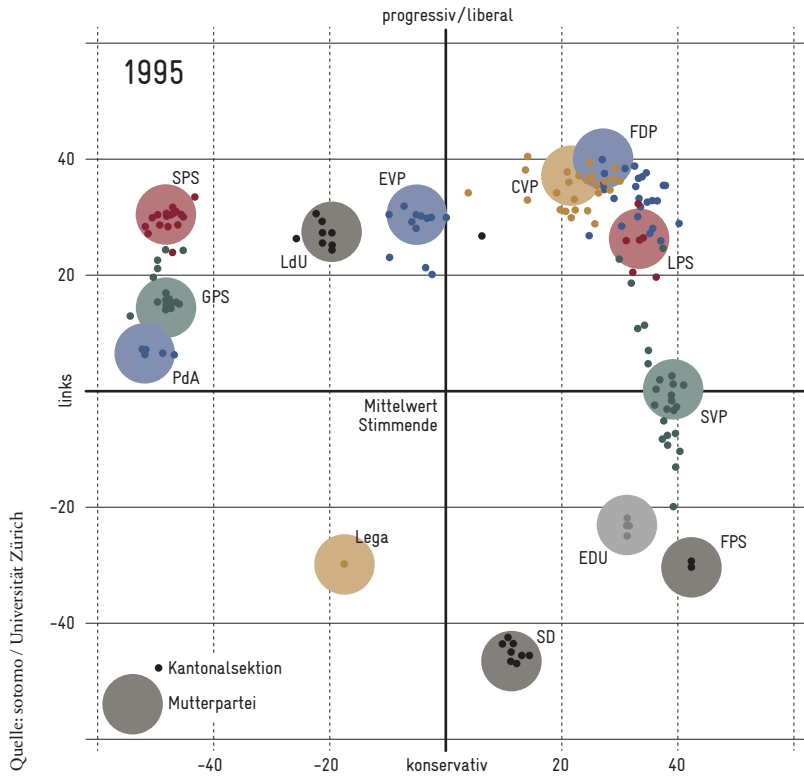 progressiv/liberal
1995
FDP
40
SPS
EVP
CVP
LdU
LPS
20
GPS
PdA
links
Mittelwert
Stimmende
SVP
-20
Lega
EDU
FPS
-40
SD
Kantonalsektion
Mutterpartei
-40
-20
konservativ
20
40
Quelle: sotomo / Universität Zürich